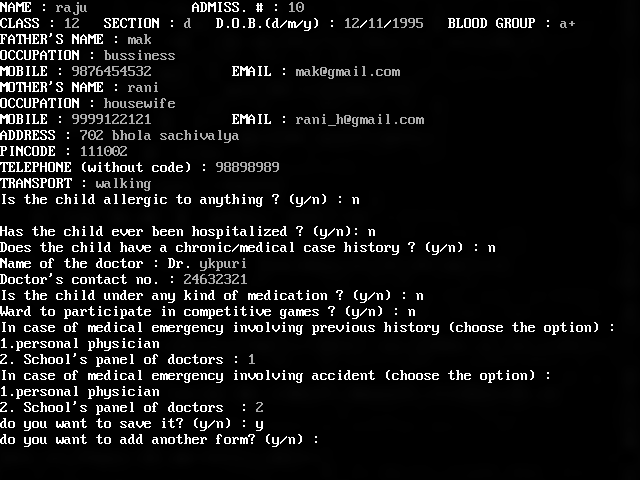 NAME : raju ADMISS. # : 10
CLASS : 12 SECTION : d D.O.B.(d/m/y) : 12/11/1995 BLOOD GROUP : a+
FATHER'S NAME : mak
OCCUPATION : bussiness
MOBILE : 9876454532 EMAIL : mak@gmail.com
MOTHER'S NAME : rani
OCCUPATION : housewife
MOBILE : 9999122121 EMAIL : rani_h@gmail.com
ADDRESS : 702 bhola sachivalya
PINCODE : 111002
TELEPHONE (without code) : 98898989
TRANSPORT : walking
Is the child allergic to anything ? (y/n) : n
Has the child ever been hospitalized ? (y/n): n
Does the child have a chronic/medical case history ? (y/n) : n
Name of the doctor : Dr. ykpuri
Doctor's contact no. : 24632321
Is the child under any kind of medication ? (y/n) : n
Ward to participate in competitive games ? (y/n) : n
In case of medical emergency involving previous history (choose the option) :
1.personal physician
2. School's panel of doctors : 1
In case of medical emergency involving accident (choose the option) :
1.personal physician
2. School's panel of doctors : 2
do you want to save it? (y/n) : y
do you want to add another form? (y/n) :